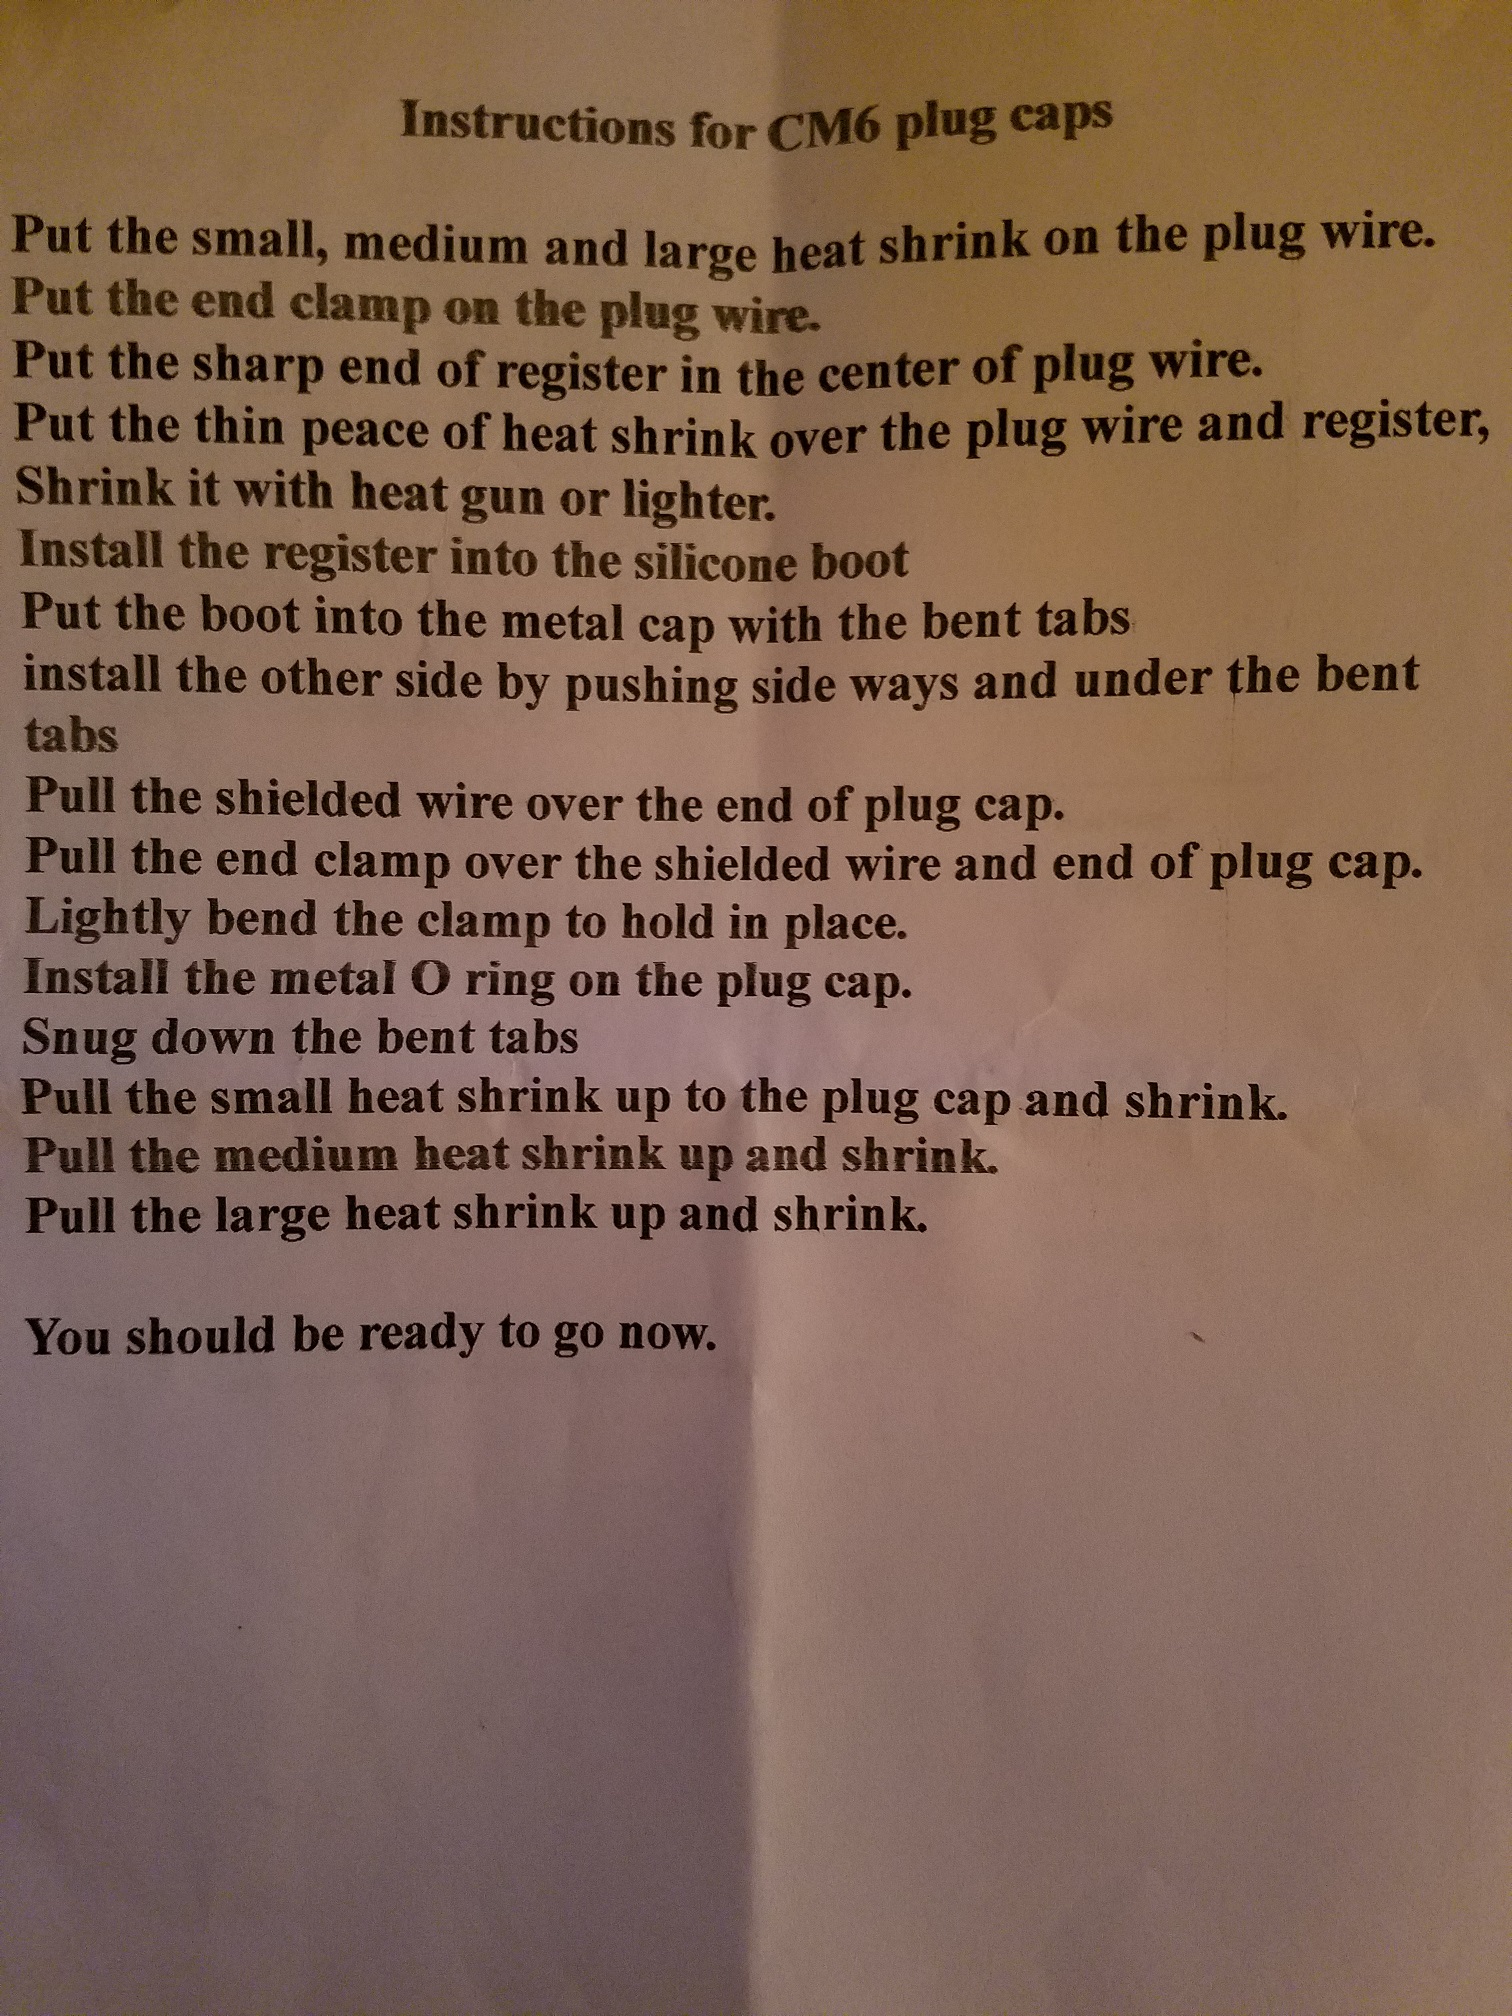 Instructions for CM6 plug caps
Put the small, medium and large heat shrink on the plug wire.
Put the end clamp on the plug wire.
Put the sharp end of register in the center of plug wire.
Put the thin peace of heat shrink over the plug wire and register,
Shrink it with heat gun or lighter.
Install the register into the silicone boot
Put the boot into the metal cap with the bent tabs
install the other side by pushing side ways and under the bent
tabs
Pull the shielded wire over the end of plug cap.
Pull the end clamp over the shielded wire and end of plug cap.
Lightly bend the clamp to hold in place.
Install the metal O ring on the plug cap.
Snug down the bent tabs
Pull the small heat shrink up to the plug cap and shrink.
Pull the medium heat shrink up and shrink.
Pull the large heat shrink up and shrink.
You should be ready to go now.